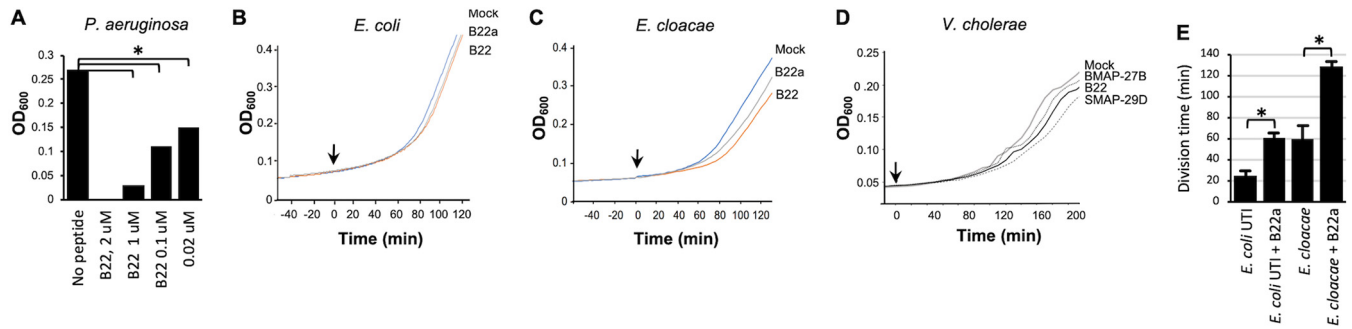 A
P. aeruginosa
*
OD600
0.3
0.25
0.2
0.15
0.1
0.05
0
No peptide
B22, 2 uM
B22 1 uM
B22 0.1 uM
0.02 uM
B
E. coli
Mock
B22a
B22
OD600
0.4
0.3
0.2
0.1
0
-40 -20 0 20 40 60 80 100 120
Time (min)
C
E. cloacae
Mock
B22a
B22
OD600
0.4
0.3
0.2
0.1
0
-60 -40 -20 0 20 40 60 80 100 120
Time (min)
D
V. cholerae
Mock
BMAP-27B
B22
SMAP-29D
OD600
0.25
0.20
0.15
0.10
0.05
0 40 60 120 160 200
Time (min)
E
*
*
Division time (min)
140
120
100
80
60
40
20
0
E. coli UTI
E. coli UTI + B22a
E. cloacae
E. cloacae + B22a